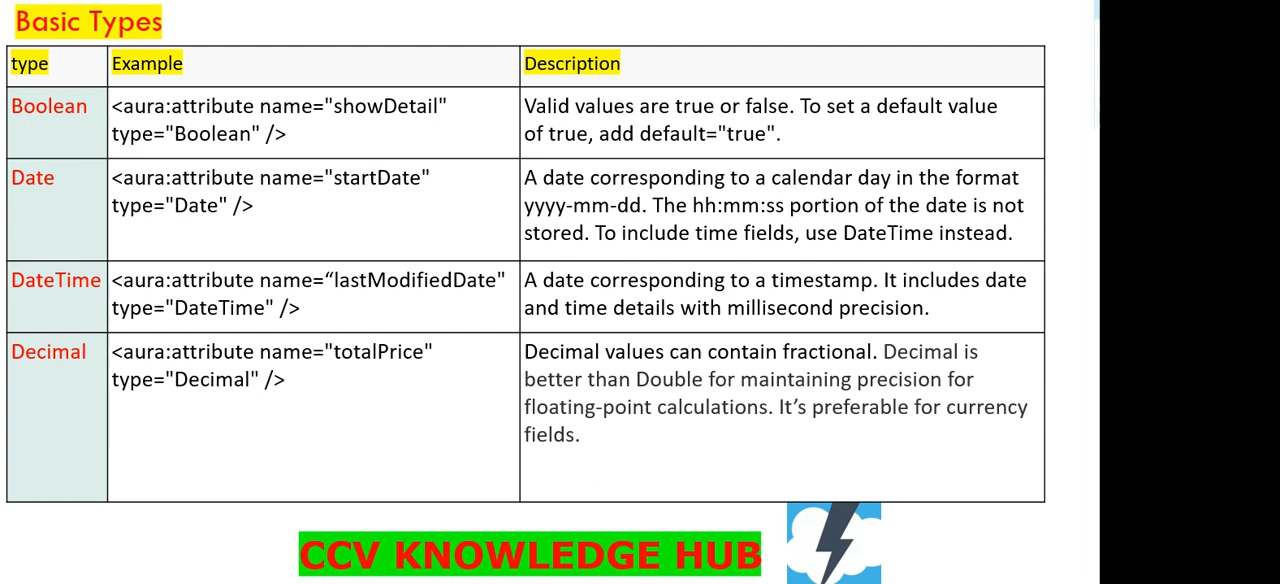 Basic Types
type
Example
Description
Boolean
<aura:attribute name="showDetail"
type="Boolean" />
Valid values are true or false. To set a default value
of true, add default="true".
Date
<aura:attribute name="startDate"
type="Date" />
A date corresponding to a calendar day in the format
yyyy-mm-dd. The hh:mm:ss portion of the date is not
stored. To include time fields, use DateTime instead.
DateTime
<aura:attribute name=“lastModifiedDate"
type="DateTime" />
A date corresponding to a timestamp. It includes date
and time details with millisecond precision.
Decimal
<aura:attribute name="totalPrice"
type="Decimal" />
Decimal values can contain fractional. Decimal is
better than Double for maintaining precision for
floating-point calculations. It’s preferable for currency
fields.
CCV KNOWLEDGE HUB